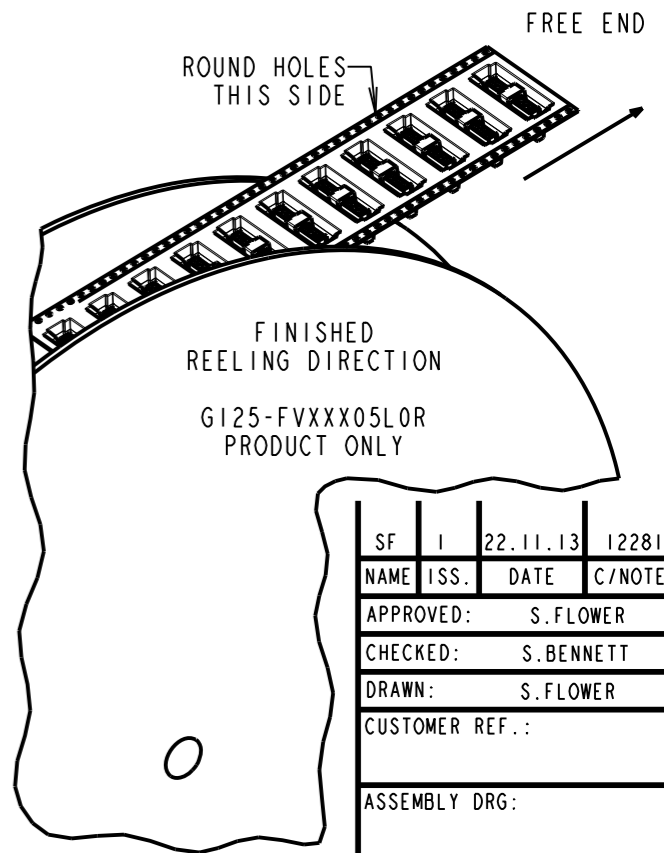 FREE END
ROUND HOLES
THIS SIDE
FINISHED
REELING DIRECTION
G125-FVXXX05L0R
PRODUCT ONLY
SF 1 22.11.13 12281
NAME ISS. DATE C/NOTE
APPROVED: S.FLOWER
CHECKED: S.BENNETT
DRAWN: S.FLOWER
CUSTOMER REF.:
ASSEMBLY DRG: